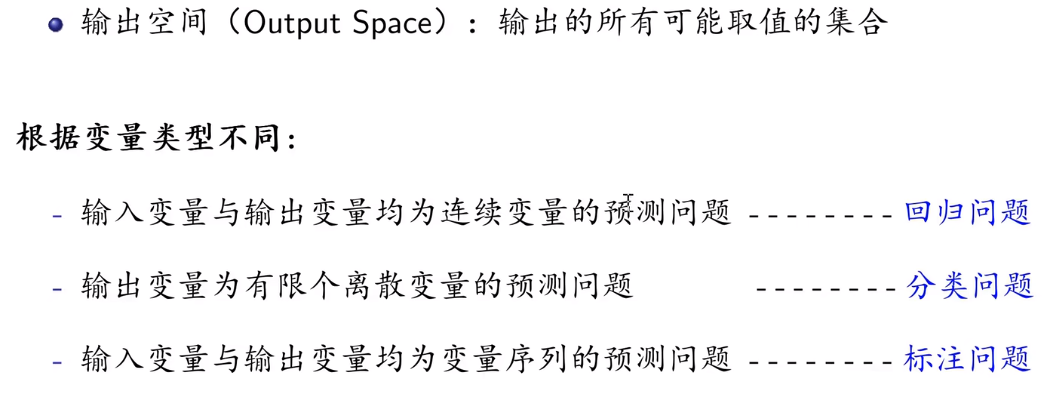 输出空间（Output Space）：输出的所有可能取值的集合
根据变量类型不同：
- 输入变量与输出变量均为连续变量的预测问题 -------- 回归问题
- 输出变量为有限个离散变量的预测问题 -------- 分类问题
- 输入变量与输出变量均为变量序列的预测问题 -------- 标注问题